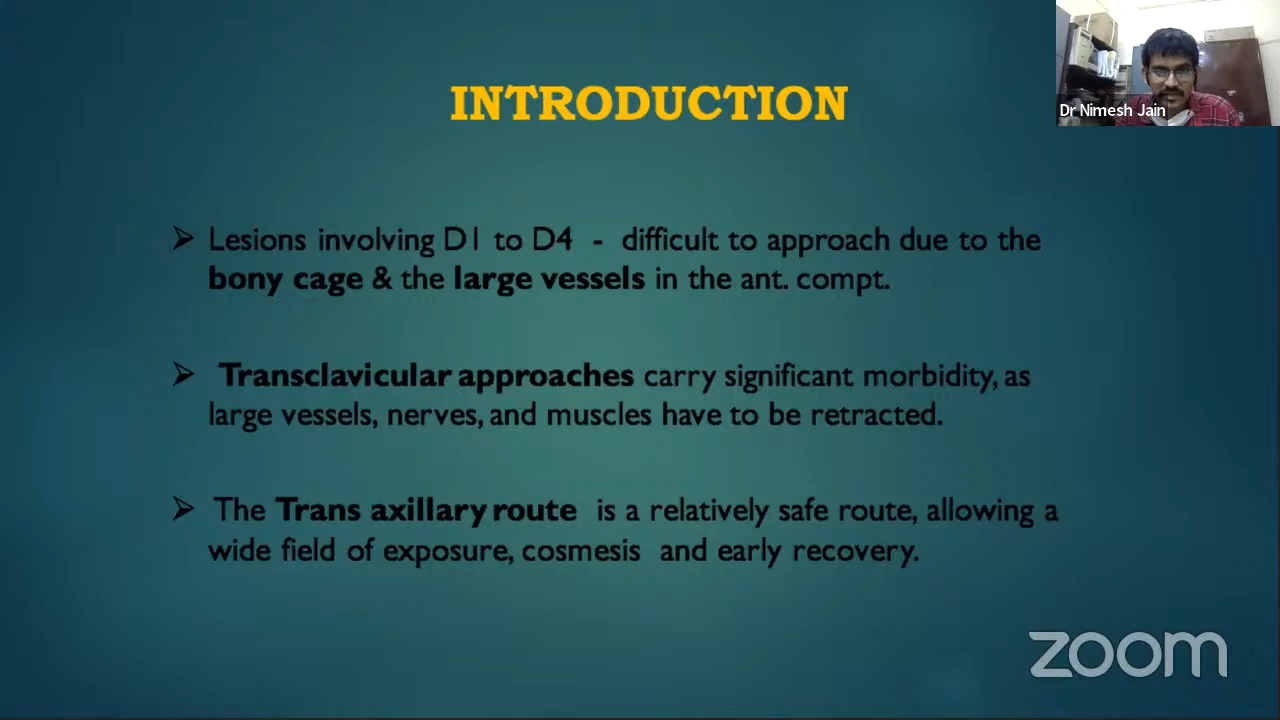 INTRODUCTION
Dr Nimesh Jain
➢ Lesions involving D1 to D4 - difficult to approach due to the
bony cage & the large vessels in the ant. compt.
➢ Transclavicular approaches carry significant morbidity, as
large vessels, nerves, and muscles have to be retracted.
➢ The Trans axillary route is a relatively safe route, allowing a
wide field of exposure, cosmesis and early recovery.
zoom